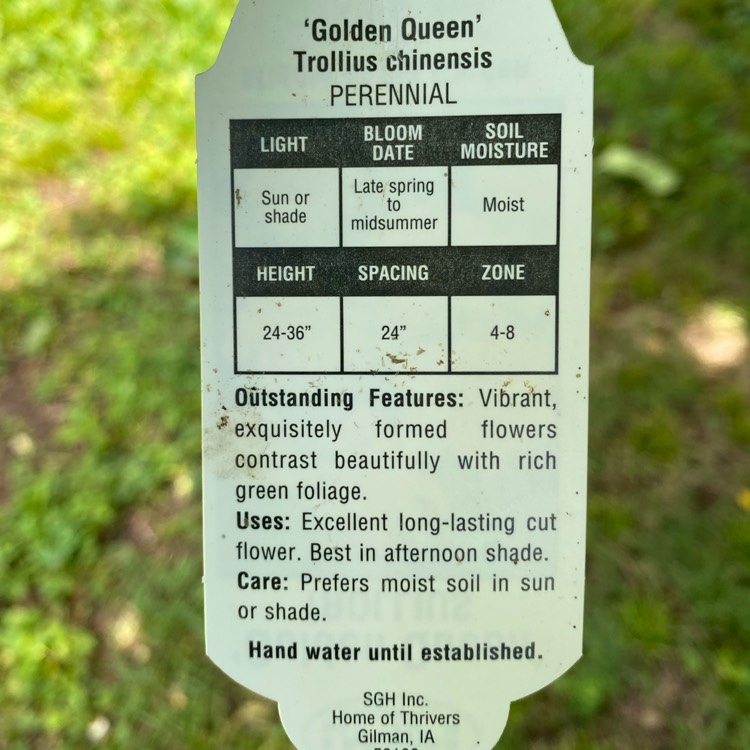 'Golden Queen'
Trollius chinensis
PERENNIAL
LIGHT BLOOM DATE SOIL MOISTURE
Sun or shade Late spring to midsummer Moist
HEIGHT SPACING ZONE
24-36" 24" 4-8
Outstanding Features: Vibrant,
exquisitely formed flowers
contrast beautifully with rich
green foliage.
Uses: Excellent long-lasting cut
flower. Best in afternoon shade.
Care: Prefers moist soil in sun
or shade.
Hand water until established.
SGH Inc.
Home of Thrivers
Gilman, IA